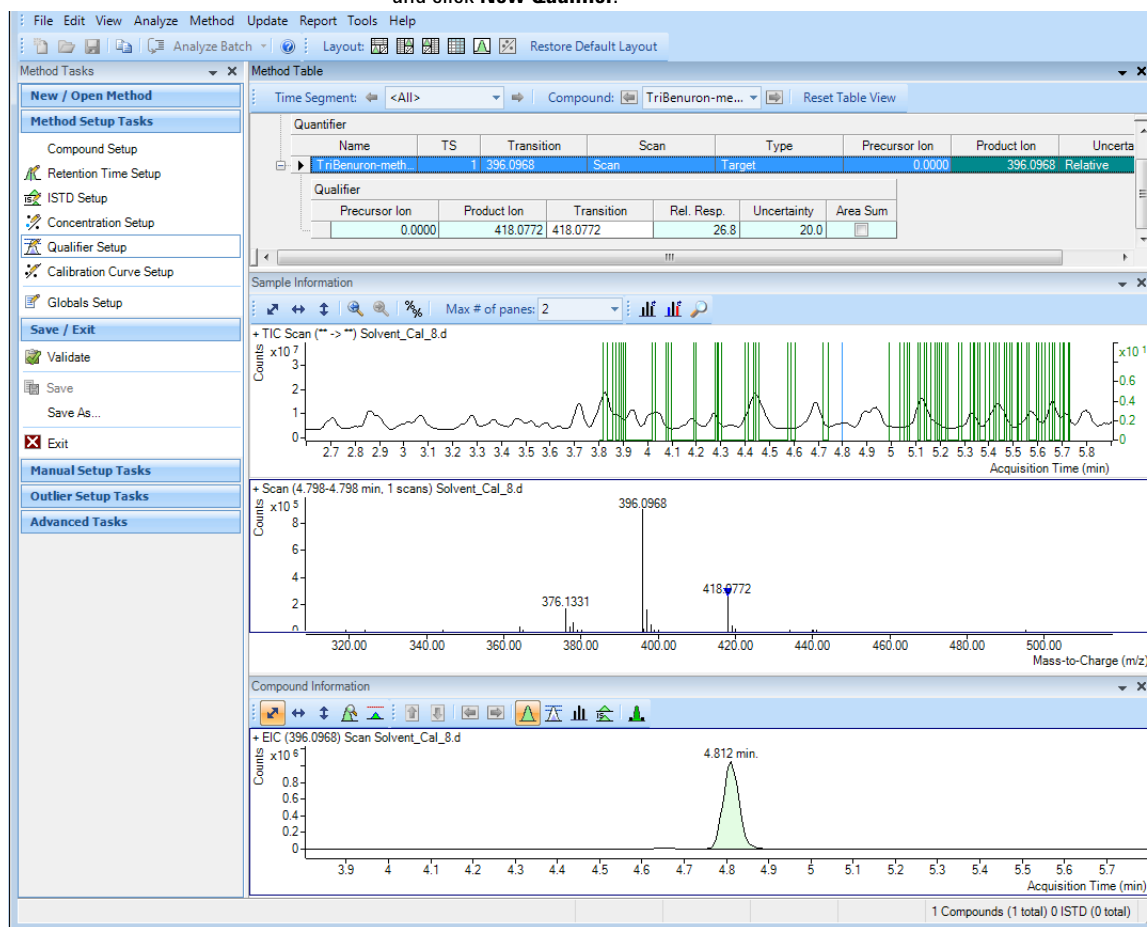 and click New Qualifier.
File Edit View Analyze Method Update Report Tools Help
Analyze Batch Layout: Restore Default Layout
Method Tasks
New / Open Method
Method Setup Tasks
Compound Setup
Retention Time Setup
ISTD Setup
Concentration Setup
Qualifier Setup
Calibration Curve Setup
Globals Setup
Save / Exit
Validate
Save
Save As...
Exit
Manual Setup Tasks
Outlier Setup Tasks
Advanced Tasks
Method Table
Time Segment: <All> Compound: TriBenuron-me... Reset Table View
Quantifier
Name TS Transition Scan Type Precursor Ion Product Ion Uncerta
TriBenuron-meth... 1 396.0968 Scan Target 0.0000 396.0968 Relative
Qualifier
Precursor Ion Product Ion Transition Rel. Resp. Uncertainty Area Sum
0.0000 418.0772 418.0772 26.8 20.0
Sample Information
Max # of panes: 2
+ TIC Scan (** -> **) Solvent_Cal_8.d
Counts
x10 7
3
2
1
0
x10 1
0.6
0.4
0.2
0
2.7 2.8 2.9 3 3.1 3.2 3.3 3.4 3.5 3.6 3.7 3.8 3.9 4 4.1 4.2 4.3 4.4 4.5 4.6 4.7 4.8 4.9 5 5.1 5.2 5.3 5.4 5.5 5.6 5.7 5.8
Acquisition Time (min)
+ Scan (4.798-4.798 min, 1 scans) Solvent_Cal_8.d
Counts
x10 5
8
6
4
2
0
396.0968
418.0772
376.1331
320.00 340.00 360.00 380.00 400.00 420.00 440.00 460.00 480.00 500.00
Mass-to-Charge (m/z)
Compound Information
+ EIC (396.0968) Scan Solvent_Cal_8.d
Counts
x10 6
0.8
0.6
0.4
0.2
0
4.812 min.
3.9 4 4.1 4.2 4.3 4.4 4.5 4.6 4.7 4.8 4.9 5 5.1 5.2 5.3 5.4 5.5 5.6 5.7
Acquisition Time (min)
1 Compounds (1 total) 0 ISTD (0 total)